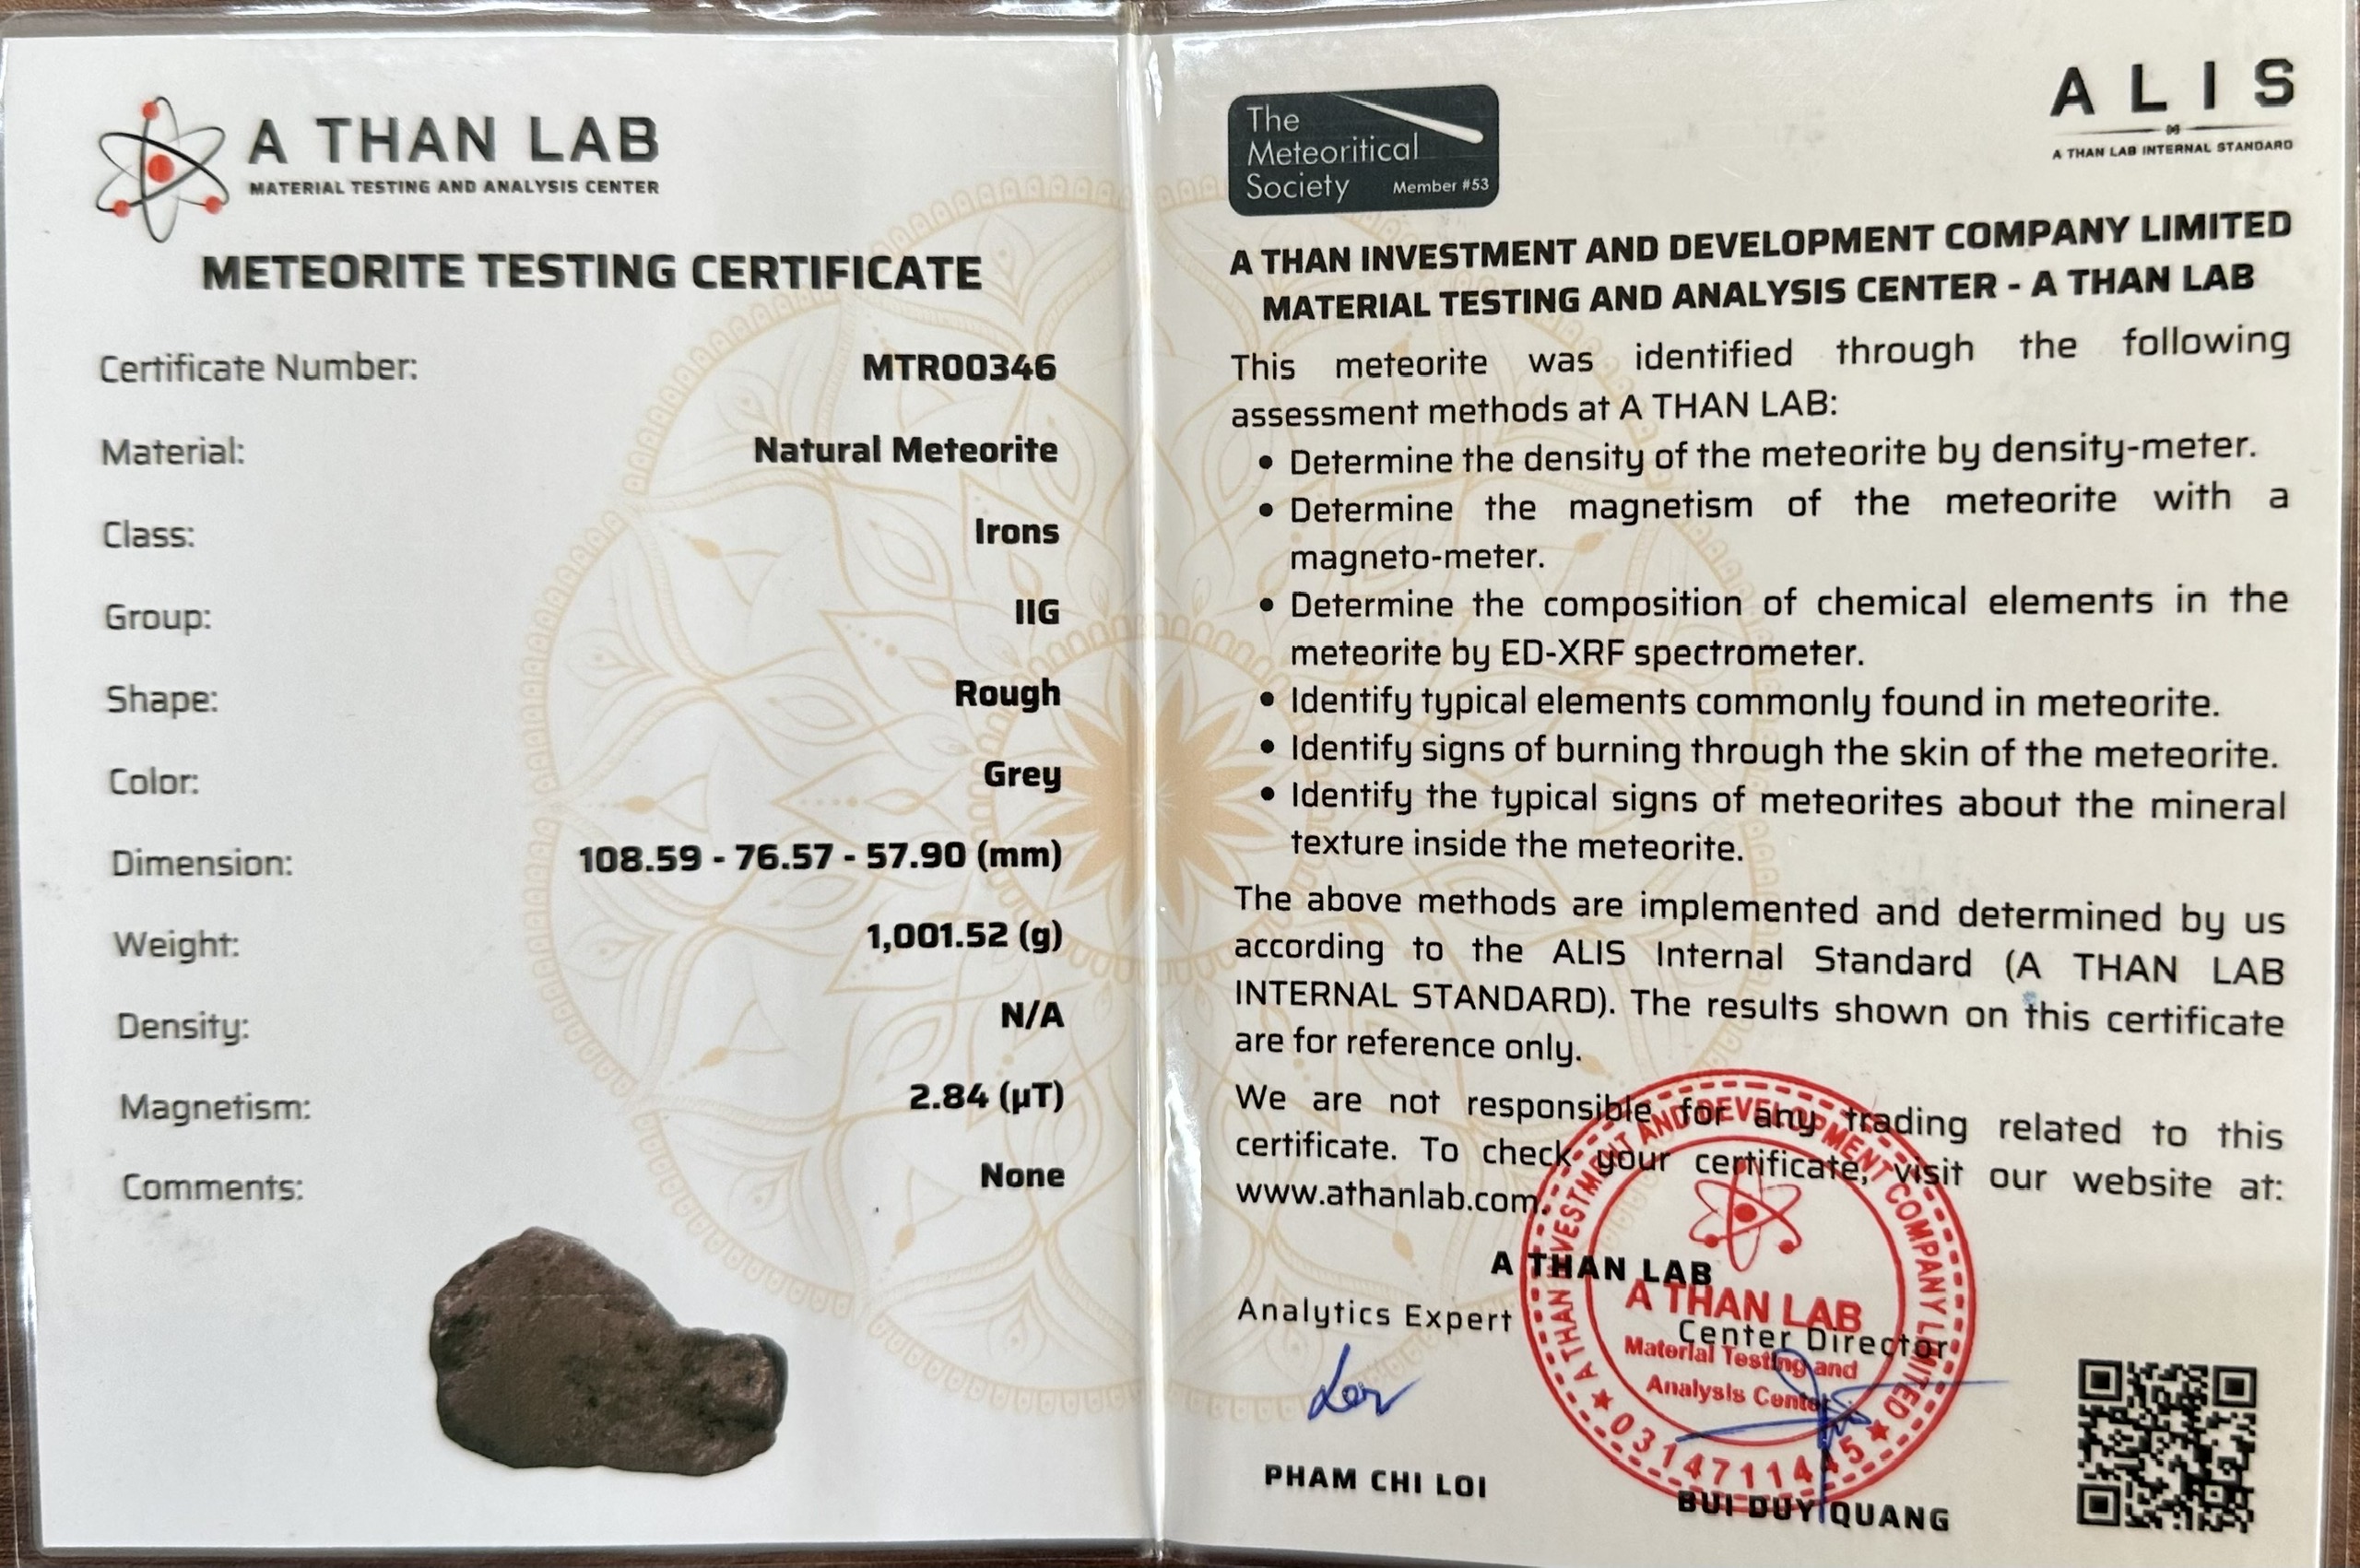 A THAN LAB
MATERIAL TESTING AND ANALYSIS CENTER
METEORITE TESTING CERTIFICATE
Certificate Number: MTR00346
Material: Natural Meteorite
Class: Irons
Group: IIG
Shape: Rough
Color: Grey
Dimension: 108.59 - 76.57 - 57.90 (mm)
Weight: 1,001.52 (g)
Density: N/A
Magnetism: 2.84 (µT)
Comments: None
The
Meteoritical
Society Member #53
ALIS
A THAN LAB INTERNAL STANDARD
A THAN INVESTMENT AND DEVELOPMENT COMPANY LIMITED
MATERIAL TESTING AND ANALYSIS CENTER - A THAN LAB
This meteorite was identified through the following
assessment methods at A THAN LAB:
• Determine the density of the meteorite by density-meter.
• Determine the magnetism of the meteorite with a
magneto-meter.
• Determine the composition of chemical elements in the
meteorite by ED-XRF spectrometer.
• Identify typical elements commonly found in meteorite.
• Identify signs of burning through the skin of the meteorite.
• Identify the typical signs of meteorites about the mineral
texture inside the meteorite.
The above methods are implemented and determined by us
according to the ALIS Internal Standard (A THAN LAB
INTERNAL STANDARD). The results shown on this certificate
are for reference only.
We are not responsible for any trading related to this
certificate. To check your certificate, visit our website at:
www.athanlab.com.
A THAN LAB
Analytics Expert
Center Director
A THAN INVESTMENT AND DEVELOPMENT COMPANY LIMITED
A THAN LAB
Material Testing and
Analysis Center
★ 0314711445 ★
PHAM CHI LOI
BUI DUY QUANG